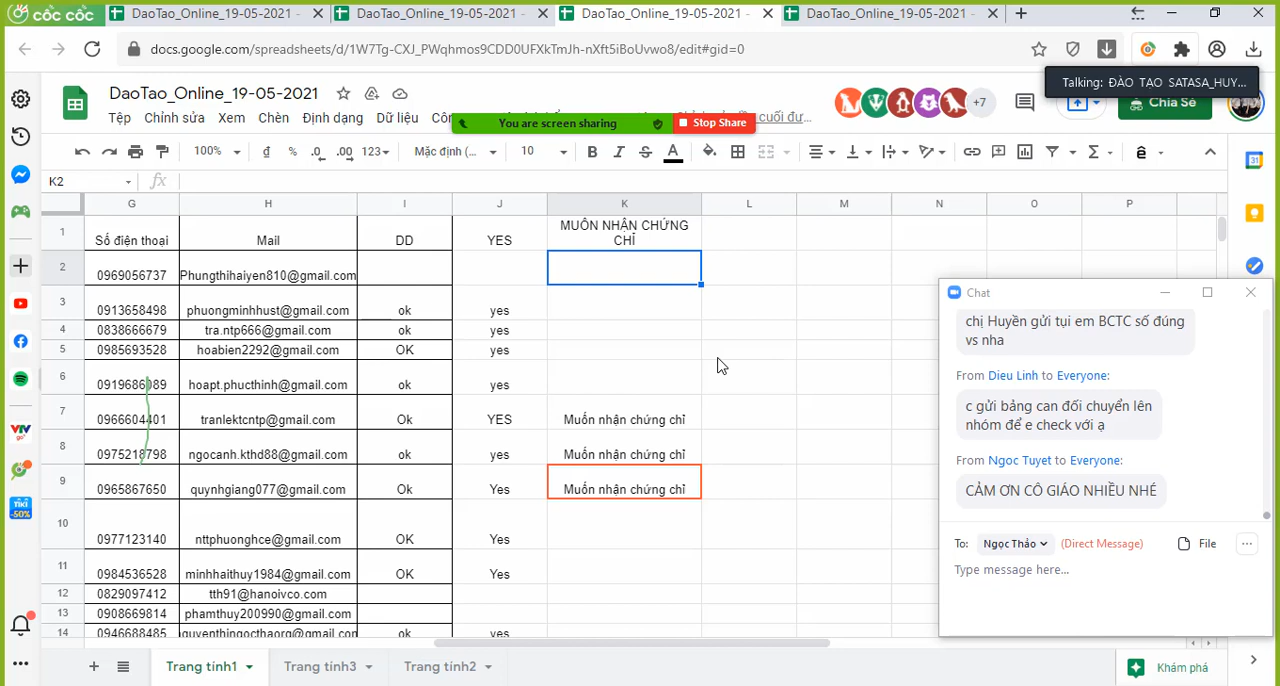 cốc cốc
DaoTao_Online_19-05-2021 -
DaoTao_Online_19-05-2021 -
DaoTao_Online_19-05-2021 -
DaoTao_Online_19-05-2021 -
docs.google.com/spreadsheets/d/1W7Tg-CXJ_PWqhmos9CDD0UFXkTmJh-nXft5iBoUvwo8/edit#gid=0
Talking: ĐÀO TẠO SATASA_HUY...
DaoTao_Online_19-05-2021
+7
Chia Sẻ
Tệp Chỉnh sửa Xem Chèn Định dạng Dữ liệu
cuối đư...
You are screen sharing
Stop Share
100% đ % .0 .00 123 Mặc định (... 10 B I S A
K2 fx
G H I J K L M N O P
1 Số điện thoại Mail DD YES MUỐN NHẬN CHỨNG
CHỈ
2 0969056737 Phungthihaiyen810@gmail.com
3 0913658498 phuongminhhust@gmail.com ok yes
4 0838666679 tra.ntp666@gmail.com ok yes
5 0985693528 hoabien2292@gmail.com OK yes
6 0919686089 hoapt.phucthinh@gmail.com ok yes
7 0966604401 tranlektcntp@gmail.com Ok YES Muốn nhận chứng chỉ
8 0975218798 ngocanh.kthd88@gmail.com ok yes Muốn nhận chứng chỉ
9 0965867650 quynhgiang077@gmail.com Ok Yes Muốn nhận chứng chỉ
10 0977123140 nttphuonghce@gmail.com OK Yes
11 0984536528 minhhaithuy1984@gmail.com OK Yes
12 0829097412 tth91@hanoivco.com
13 0908669814 phamthuy200990@gmail.com
14 0946688485 ok yes
Chat
chị Huyền gửi tụi em BCTC số đúng
vs nha
From Dieu Linh to Everyone:
c gửi bảng can đối chuyển lên
nhóm để e check với ạ
From Ngoc Tuyet to Everyone:
CẢM ƠN CÔ GIÁO NHIỀU NHÉ
To: Ngọc Thảo (Direct Message) File ...
Type message here...
VTV
go
TIKI
-50%
31
Trang tính1 Trang tính3 Trang tính2
Khám phá